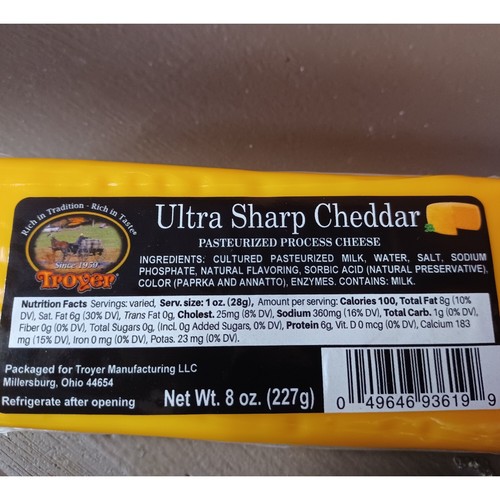 Rich in Tradition - Rich in Taste®
Since 1950
Troyer
Ultra Sharp Cheddar
PASTEURIZED PROCESS CHEESE
INGREDIENTS: CULTURED PASTEURIZED MILK, WATER, SALT, SODIUM
PHOSPHATE, NATURAL FLAVORING, SORBIC ACID (NATURAL PRESERVATIVE),
COLOR (PAPRKA AND ANNATTO), ENZYMES. CONTAINS: MILK.
Nutrition Facts Servings: varied, Serv. size: 1 oz. (28g), Amount per serving: Calories 100, Total Fat 8g (10%
DV), Sat. Fat 6g (30% DV), Trans Fat 0g, Cholest. 25mg (8% DV), Sodium 360mg (16% DV), Total Carb. 1g (0% DV),
Fiber 0g (0% DV), Total Sugars 0g, (Incl. 0g Added Sugars, 0% DV), Protein 6g, Vit. D 0 mcg (0% DV), Calcium 183
mg (15% DV), Iron 0 mg (0% DV), Potas. 23 mg (0% DV).
Packaged for Troyer Manufacturing LLC
Millersburg, Ohio 44654
Refrigerate after opening
Net Wt. 8 oz. (227g)
0 49646 93619 9